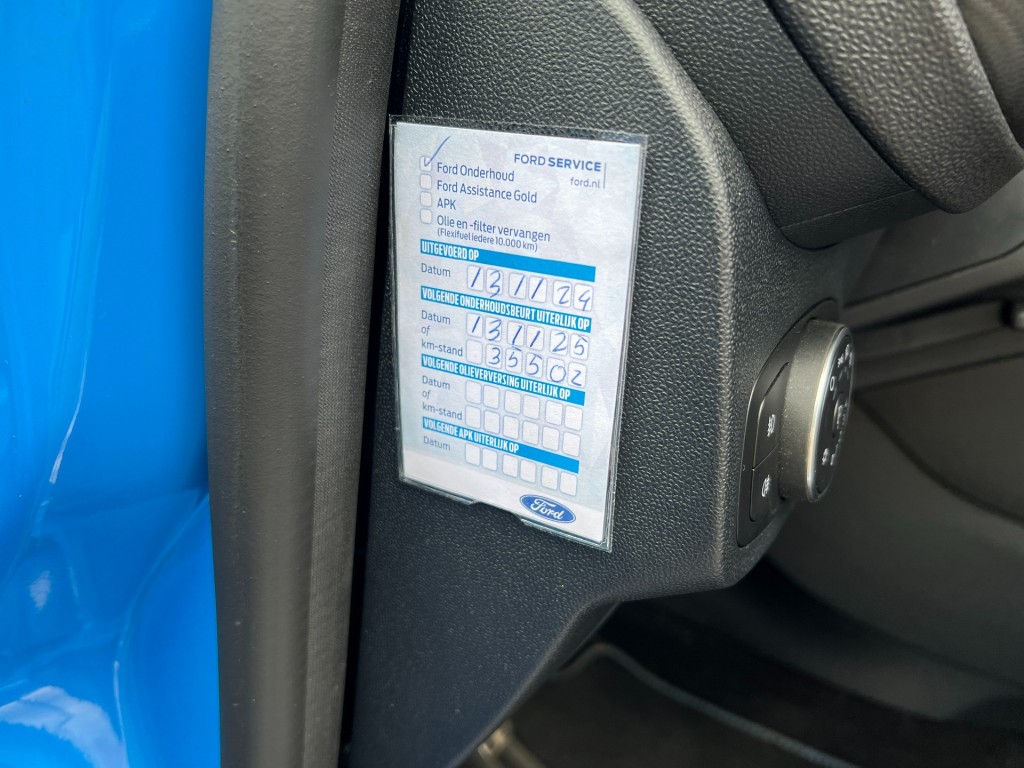 FORD SERVICE
ford.nl
Ford Onderhoud
Ford Assistance Gold
APK
Olie en -filter vervangen
(Flexifuel iedere 10.000 km)
UITGEVOERD OP
Datum 13/1/24
VOLGENDE ONDERHOUDSBEURT UITERLIJK OP
Datum 13/1/25
of
km-stand 35502
VOLGENDE OLIEVERVERSING UITERLIJK OP
Datum
of
km-stand
VOLGENDE APK UITERLIJK OP
Datum
Ford